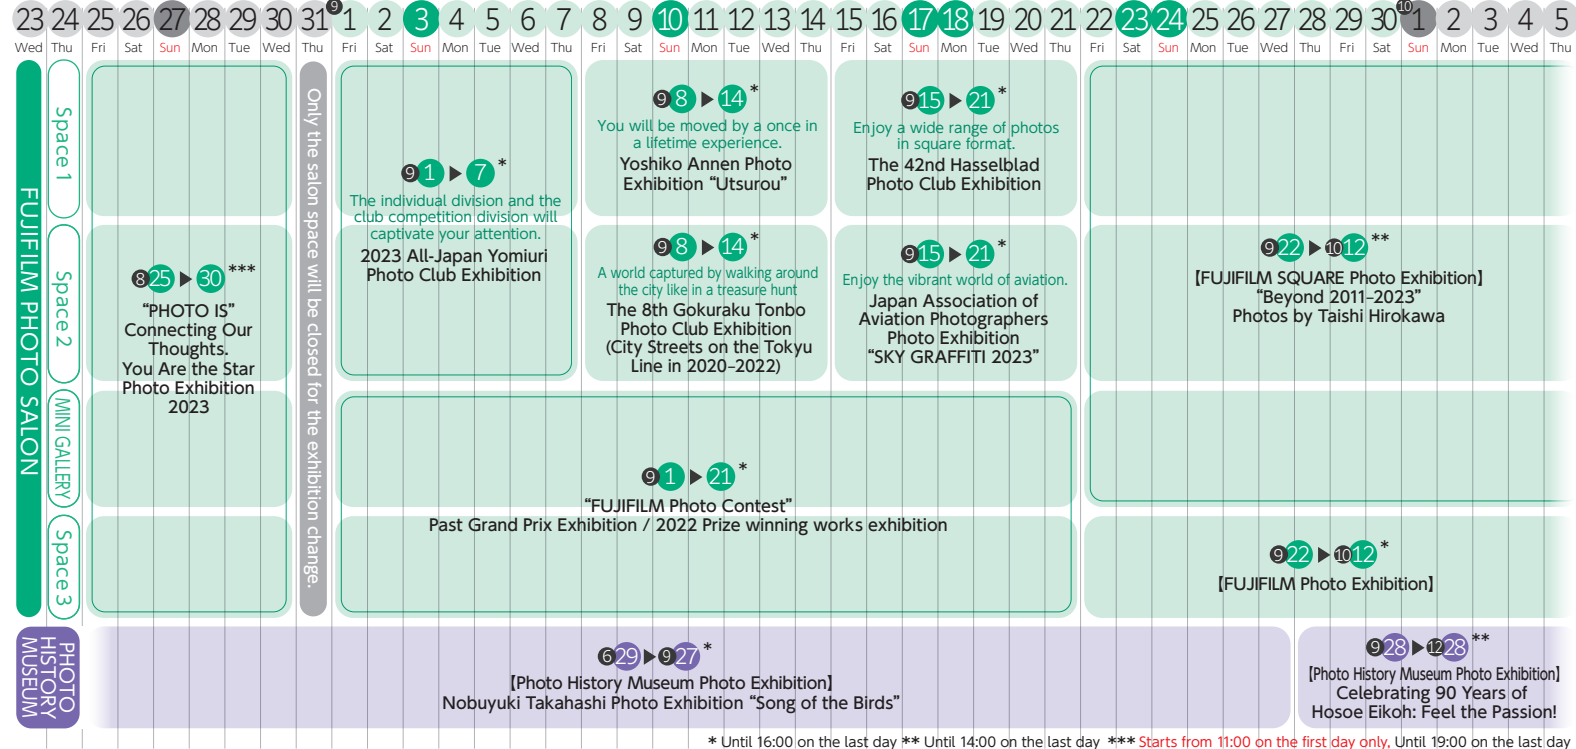 23 24 25 26 27 28 29 30 31 9 1 2 3 4 5 6 7 8 9 10 11 12 13 14 15 16 17 18 19 20 21 22 23 24 25 26 27 28 29 30 10 1 2 3 4 5
Wed Thu Fri Sat Sun Mon Tue Wed Thu Fri Sat Sun Mon Tue Wed Thu Fri Sat Sun Mon Tue Wed Thu Fri Sat Sun Mon Tue Wed Thu Fri Sat Sun Mon Tue Wed Thu Fri Sat Sun Mon Tue Wed Thu
FUJIFILM PHOTO SALON
Space 1
Space 2
MINI GALLERY
Space 3
8 25 ▶ 30 ***
“PHOTO IS”
Connecting Our
Thoughts.
You Are the Star
Photo Exhibition
2023
Only the salon space will be closed for the exhibition change.
9 1 ▶ 7 *
The individual division and the
club competition division will
captivate your attention.
2023 All-Japan Yomiuri
Photo Club Exhibition
9 8 ▶ 14 *
You will be moved by a once in
a lifetime experience.
Yoshiko Annen Photo
Exhibition “Utsurou”
9 8 ▶ 14 *
A world captured by walking around
the city like in a treasure hunt
The 8th Gokuraku Tonbo
Photo Club Exhibition
(City Streets on the Tokyu
Line in 2020–2022)
9 15 ▶ 21 *
Enjoy a wide range of photos
in square format.
The 42nd Hasselblad
Photo Club Exhibition
9 15 ▶ 21 *
Enjoy the vibrant world of aviation.
Japan Association of
Aviation Photographers
Photo Exhibition
“SKY GRAFFITI 2023”
9 22 ▶ 10 12 **
【FUJIFILM SQUARE Photo Exhibition】
“Beyond 2011–2023”
Photos by Taishi Hirokawa
9 1 ▶ 21 *
“FUJIFILM Photo Contest”
Past Grand Prix Exhibition / 2022 Prize winning works exhibition
9 22 ▶ 10 12 *
【FUJIFILM Photo Exhibition】
PHOTO
HISTORY
MUSEUM
6 29 ▶ 9 27 *
【Photo History Museum Photo Exhibition】
Nobuyuki Takahashi Photo Exhibition “Song of the Birds”
9 28 ▶ 12 28 **
【Photo History Museum Photo Exhibition】
Celebrating 90 Years of
Hosoe Eikoh: Feel the Passion!
* Until 16:00 on the last day ** Until 14:00 on the last day *** Starts from 11:00 on the first day only, Until 19:00 on the last day